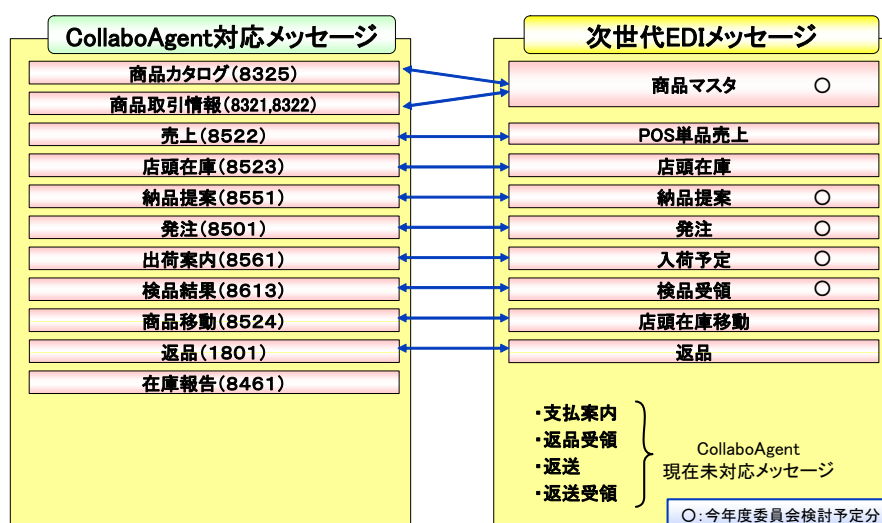 CollaboAgent対応メッセージ
商品カタログ(8325)
商品取引情報(8321,8322)
売上(8522)
店頭在庫(8523)
納品提案(8551)
発注(8501)
出荷案内(8561)
検品結果(8613)
商品移動(8524)
返品(1801)
在庫報告(8461)
次世代EDIメッセージ
商品マスタ ○
POS単品売上
店頭在庫
納品提案 ○
発注 ○
入荷予定 ○
検品受領 ○
店頭在庫移動
返品
・支払案内
・返品受領
・返送
・返送受領
CollaboAgent
現在未対応メッセージ
○:今年度委員会検討予定分